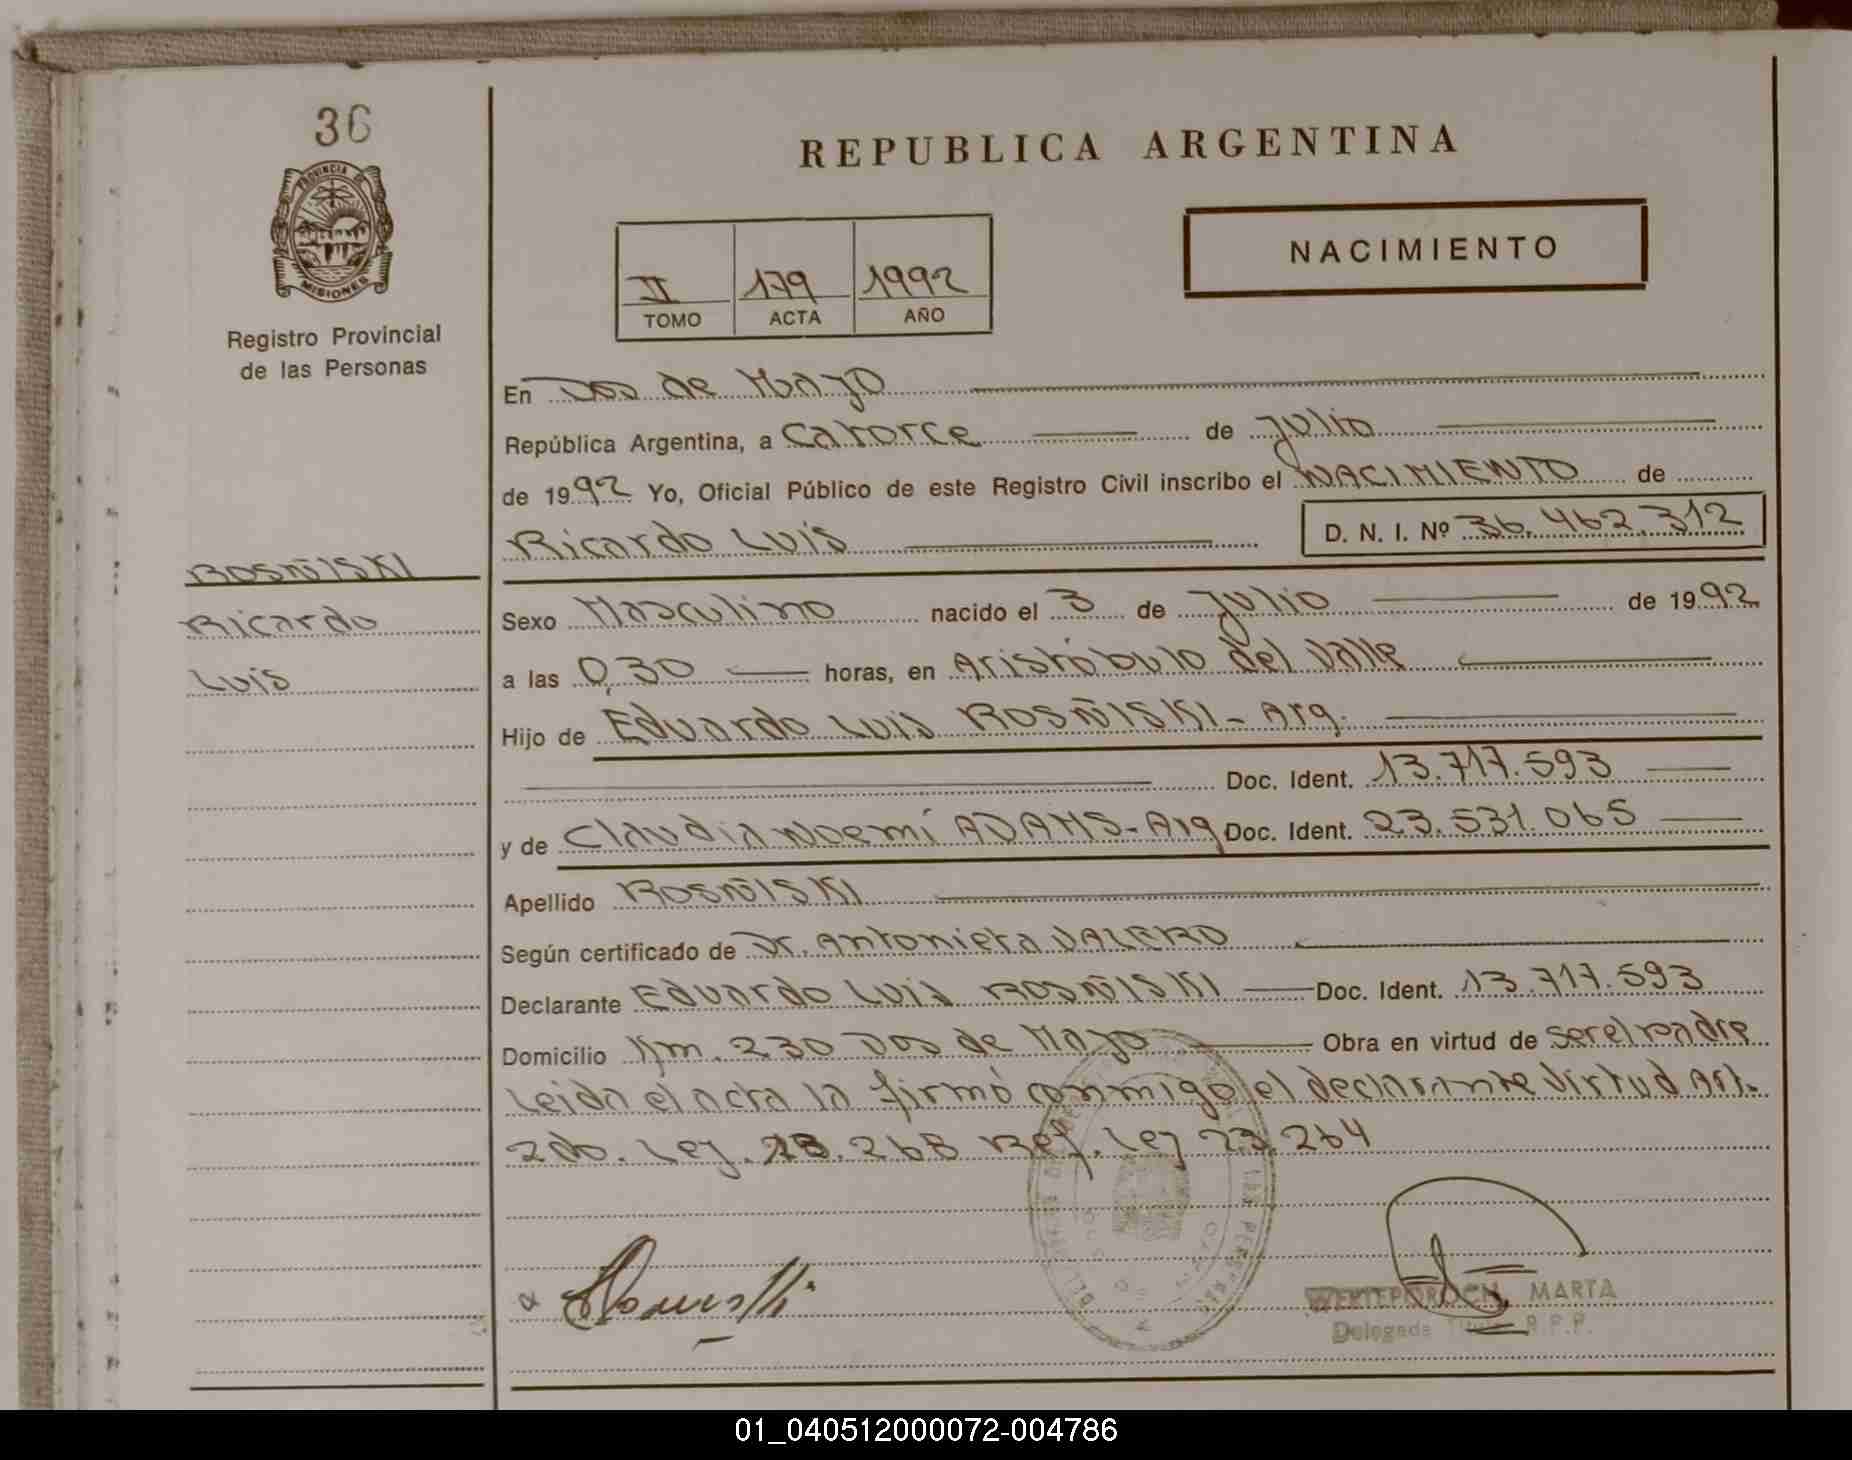 36
PROVINCIA DE
MISIONES
Registro Provincial
de las Personas
ROSÑISKI
Ricardo
Luis
REPUBLICA ARGENTINA
NACIMIENTO
II 179 1992
TOMO ACTA AÑO
En Dos de Mayo
República Argentina, a Catorce de Julio
de 1992 Yo, Oficial Público de este Registro Civil inscribo el NACIMIENTO de
Ricardo Luis D. N. I. Nº 36.462.312
Sexo Masculino nacido el 3 de Julio de 1992
a las 0,30 horas, en Aristóbulo del Valle
Hijo de Eduardo Luis ROSÑISKI - Arg.
Doc. Ident. 13.717.593
y de Claudia Noemí ADAMS - Arg Doc. Ident. 23.531.065
Apellido ROSÑISKI
Según certificado de Dr. Antonieta VALERO
Declarante Eduardo Luis ROSÑISKI Doc. Ident. 13.717.593
Domicilio Km. 230 Dos de Mayo Obra en virtud de ser el padre
Leida el acta la firmó conmigo el declarante Virtud Art.
2do. Ley. 18.268 Ref. Ley 23.264
MARTA
Delegada Titular R.P.P.
01_040512000072-004786